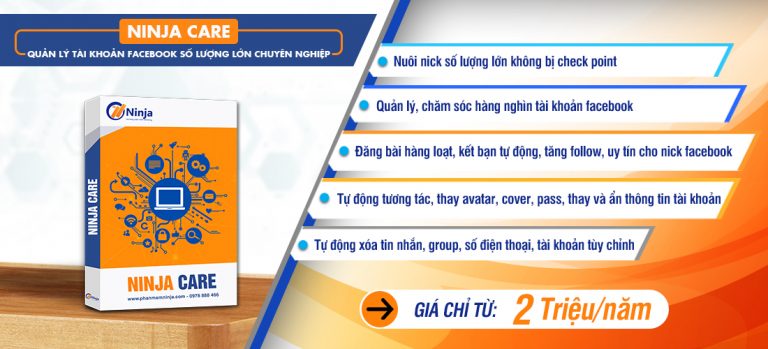 NINJA CARE
QUẢN LÝ TÀI KHOẢN FACEBOOK SỐ LƯỢNG LỚN CHUYÊN NGHIỆP
Ninja
NINJA CARE
NINJA CARE
www.phanmemninja.com - 0978 888 466
Ninja
Nuôi nick số lượng lớn không bị check point
Quản lý, chăm sóc hàng nghìn tài khoản facebook
Đăng bài hàng loạt, kết bạn tự động, tăng follow, uy tín cho nick facebook
Tự động tương tác, thay avatar, cover, pass, thay và ẩn thông tin tài khoản
Tự động xóa tin nhắn, group, số điện thoại, tài khoản tùy chỉnh
GIÁ CHỈ TỪ: 2 Triệu/năm